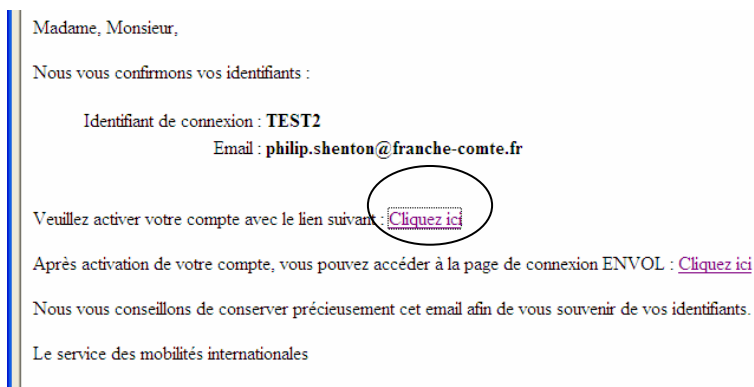 Madame, Monsieur,
Nous vous confirmons vos identifiants :
Identifiant de connexion : TEST2
Email : philip.shenton@franche-comte.fr
Veuillez activer votre compte avec le lien suivant : Cliquez ici
Après activation de votre compte, vous pouvez accéder à la page de connexion ENVOL : Cliquez ici
Nous vous conseillons de conserver précieusement cet email afin de vous souvenir de vos identifiants.
Le service des mobilités internationales